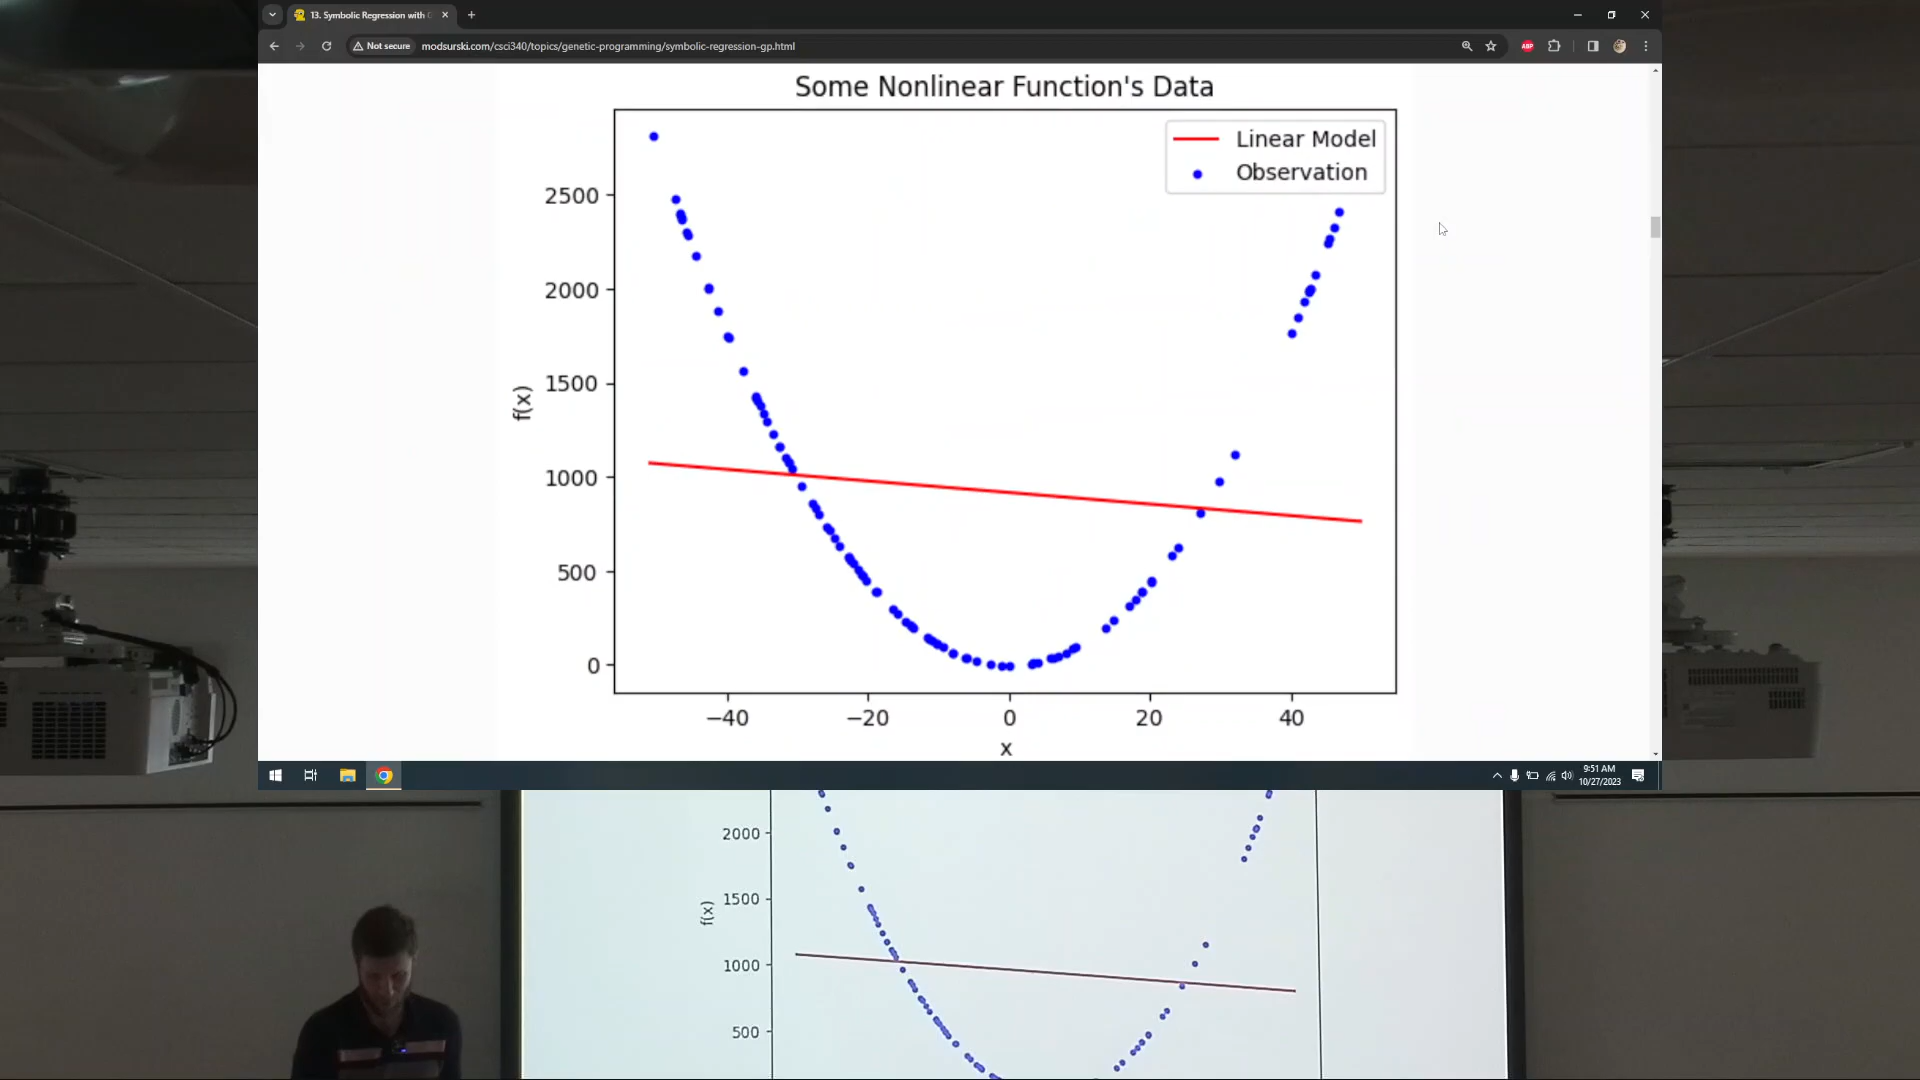 13. Symbolic Regression with G
Not secure
modsurski.com/csci340/topics/genetic-programming/symbolic-regression-gp.html
ABP
Some Nonlinear Function's Data
Linear Model
Observation
2500
2000
1500
1000
500
0
f(x)
−40 −20 0 20 40
x
9:51 AM
10/27/2023
2000
1500
1000
500
f(x)